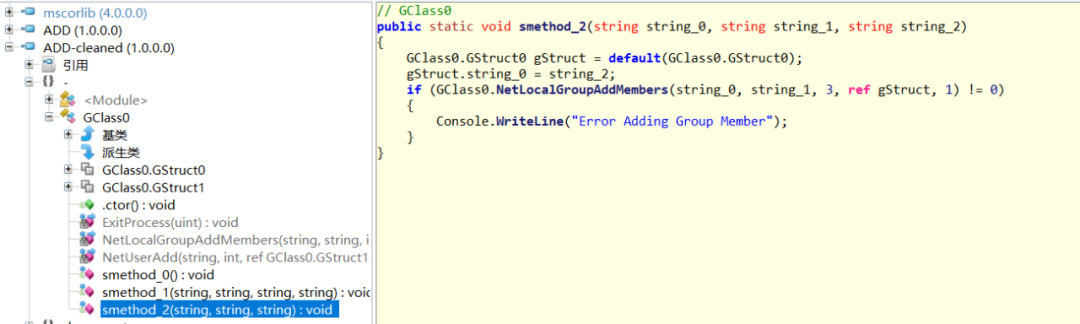 mscorlib (4.0.0.0)
ADD (1.0.0.0)
ADD-cleaned (1.0.0.0)
引用
{} -
<Module>
GClass0
基类
派生类
GClass0.GStruct0
GClass0.GStruct1
.ctor() : void
ExitProcess(uint) : void
NetLocalGroupAddMembers(string, string, i
NetUserAdd(string, int, ref GClass0.GStruct1
smethod_0() : void
smethod_1(string, string, string, string) : void
smethod_2(string, string, string) : void
// GClass0
public static void smethod_2(string string_0, string string_1, string string_2)
{
GClass0.GStruct0 gStruct = default(GClass0.GStruct0);
gStruct.string_0 = string_2;
if (GClass0.NetLocalGroupAddMembers(string_0, string_1, 3, ref gStruct, 1) != 0)
{
Console.WriteLine("Error Adding Group Member");
}
}